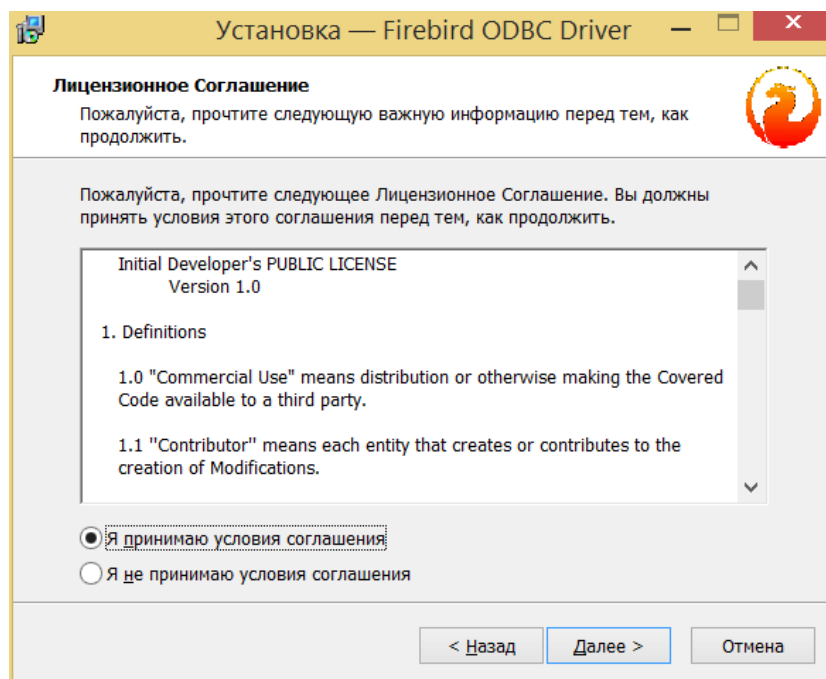 Установка — Firebird ODBC Driver
Лицензионное Соглашение
Пожалуйста, прочтите следующую важную информацию перед тем, как
продолжить.
Пожалуйста, прочтите следующее Лицензионное Соглашение. Вы должны
принять условия этого соглашения перед тем, как продолжить.
Initial Developer's PUBLIC LICENSE
Version 1.0
1. Definitions
1.0 "Commercial Use" means distribution or otherwise making the Covered
Code available to a third party.
1.1 ''Contributor'' means each entity that creates or contributes to the
creation of Modifications.
Я принимаю условия соглашения
Я не принимаю условия соглашения
< Назад
Далее >
Отмена